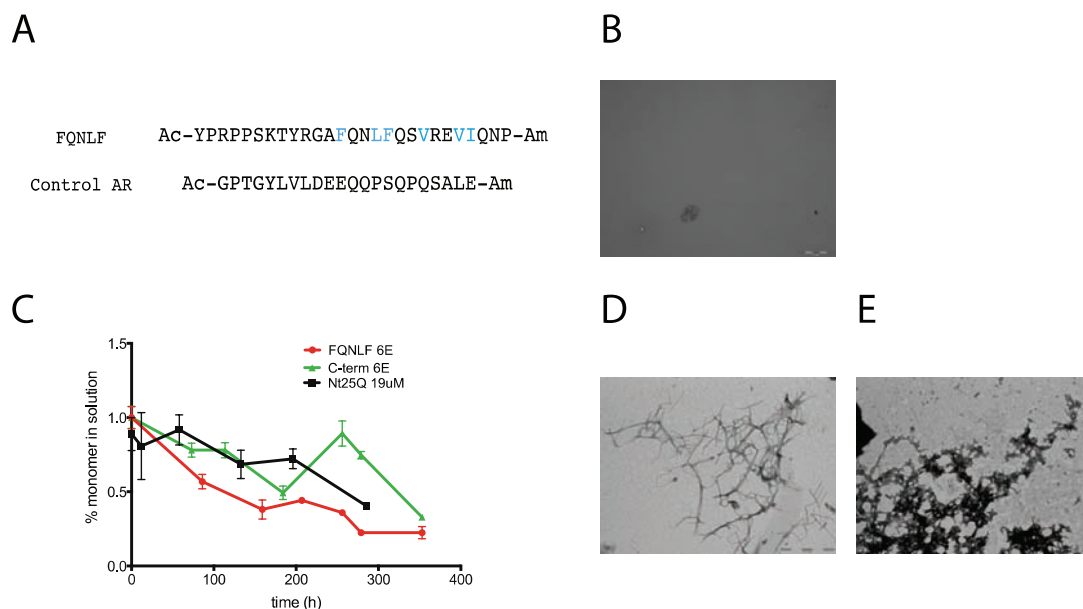 A
B
FQNLF
Ac-YPRPPSKTYRGAFQNLFQSVREVIQNP-Am
Control AR
Ac-GPTGYLVLDEEQQPSQPQSALE-Am
C
D
E
1.5
1.0
0.5
0.0
% monomer in solution
FQNLF 6E
C-term 6E
Nt25Q 19uM
0 100 200 300 400
time (h)